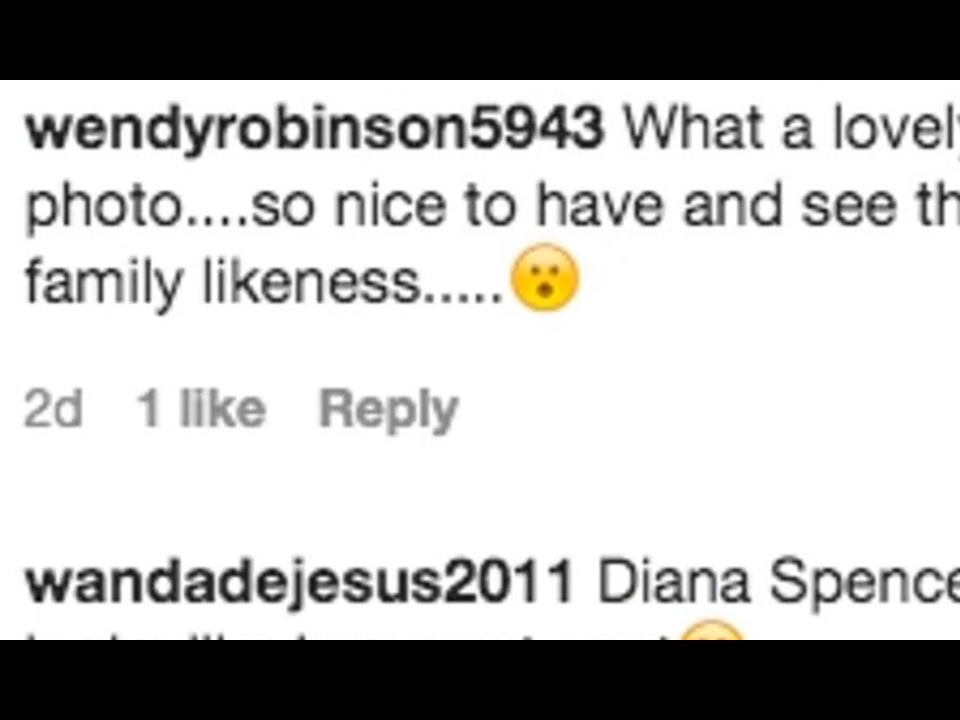 wendyrobinson5943 What a lovely
photo....so nice to have and see th
family likeness.....😮
2d 1 like Reply
wandadejesus2011 Diana Spence